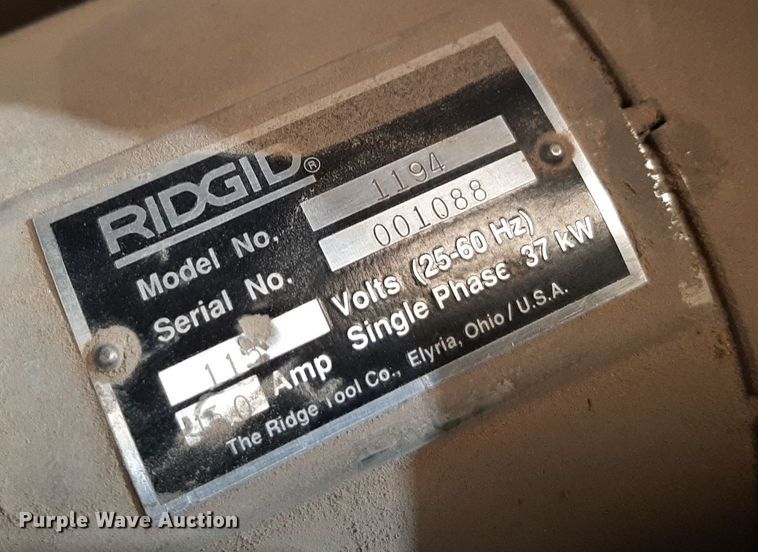 RIDGID®
Model No. 1194
Serial No. 001088
115 Volts (25-60 Hz)
Amp Single Phase 37 kW
The Ridge Tool Co., Elyria, Ohio / U.S.A.
Purple Wave Auction